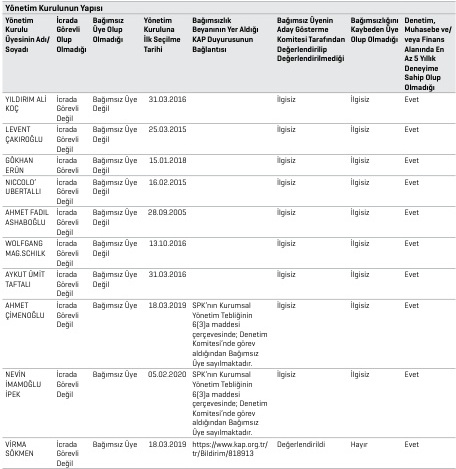 Yönetim Kurulunun Yapısı
Yönetim Kurulu Üyesinin Adı/ Soyadı | İcrada Görevli Olup Olmadığı | Bağımsız Üye Olup Olmadığı | Yönetim Kuruluna İlk Seçilme Tarihi | Bağımsızlık Beyanının Yer Aldığı KAP Duyurusunun Bağlantısı | Bağımsız Üyenin Aday Gösterme Komitesi Tarafından Değerlendirilip Değerlendirilmediği | Bağımsızlığını Kaybeden Üye Olup Olmadığı | Denetim, Muhasebe ve/ veya Finans Alanında En Az 5 Yıllık Deneyime Sahip Olup Olmadığı
YILDIRIM ALİ KOÇ | İcrada Görevli Değil | Bağımsız Üye Değil | 31.03.2016 | İlgisiz | İlgisiz | Evet
LEVENT ÇAKIROĞLU | İcrada Görevli Değil | Bağımsız Üye Değil | 25.03.2015 | İlgisiz | İlgisiz | Evet
GÖKHAN ERÜN | İcrada Görevli | Bağımsız Üye Değil | 15.01.2018 | İlgisiz | İlgisiz | Evet
NICCOLO' UBERTALLI | İcrada Görevli Değil | Bağımsız Üye Değil | 16.02.2015 | İlgisiz | İlgisiz | Evet
AHMET FADIL ASHABOĞLU | İcrada Görevli Değil | Bağımsız Üye Değil | 28.09.2005 | İlgisiz | İlgisiz | Evet
WOLFGANG MAG.SCHILK | İcrada Görevli Değil | Bağımsız Üye Değil | 13.10.2016 | İlgisiz | İlgisiz | Evet
AYKUT ÜMİT TAFTALI | İcrada Görevli Değil | Bağımsız Üye Değil | 31.03.2016 | İlgisiz | İlgisiz | Evet
AHMET ÇİMENOĞLU | İcrada Görevli Değil | Bağımsız Üye | 18.03.2019 | SPK'nın Kurumsal Yönetim Tebliğinin 6(3)a maddesi çerçevesinde; Denetim Komitesi'nde görev aldığından Bağımsız Üye sayılmaktadır. | İlgisiz | İlgisiz | Evet
NEVİN İMAMOĞLU İPEK | İcrada Görevli Değil | Bağımsız Üye | 05.02.2020 | SPK'nın Kurumsal Yönetim Tebliğinin 6(3)a maddesi çerçevesinde; Denetim Komitesi'nde görev aldığından Bağımsız Üye sayılmaktadır. | İlgisiz | İlgisiz | Evet
VİRMA SÖKMEN | İcrada Görevli Değil | Bağımsız Üye | 18.03.2019 | https://www.kap.org.tr/tr/Bildirim/818913 | Değerlendirildi | Hayır | Evet